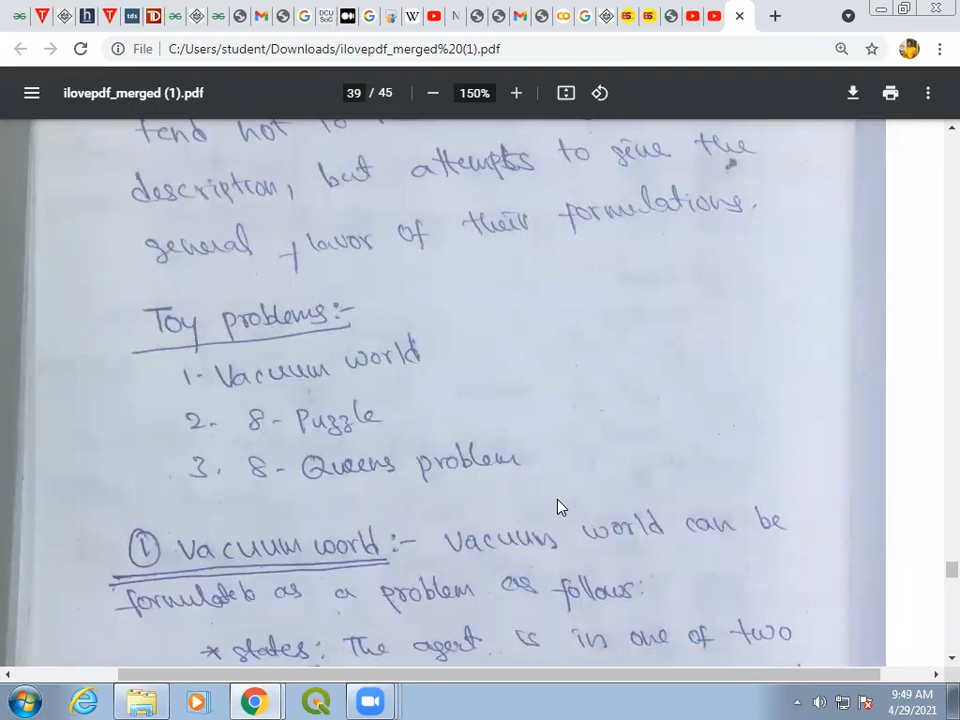 File C:/Users/student/Downloads/ilovepdf_merged%20(1).pdf
ilovepdf_merged (1).pdf 39 / 45 150%
tend not to
description, but attempts to give the
general flavor of their formulations.
Toy problems:-
1. Vacuum world
2. 8 - Puzzle
3. 8 - Queens problem
① Vacuum world:- Vacuum world can be
formulated as a problem as follows:
* states: The agent is in one of two
9:49 AM
4/29/2021